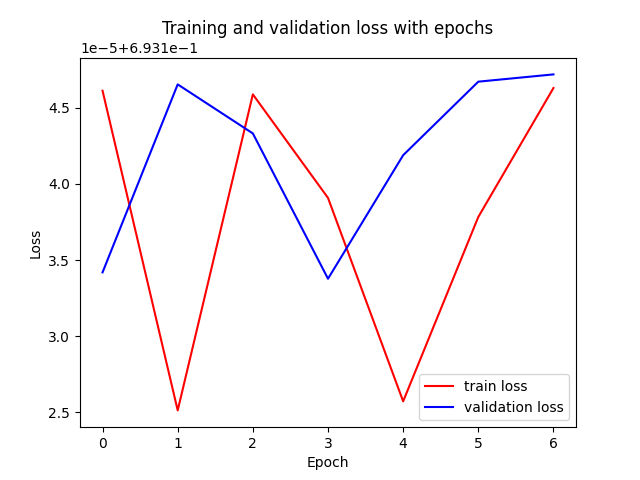 Training and validation loss with epochs
1e−5+6.931e−1
4.5
4.0
3.5
3.0
2.5
Loss
0 1 2 3 4 5 6
Epoch
train loss
validation loss